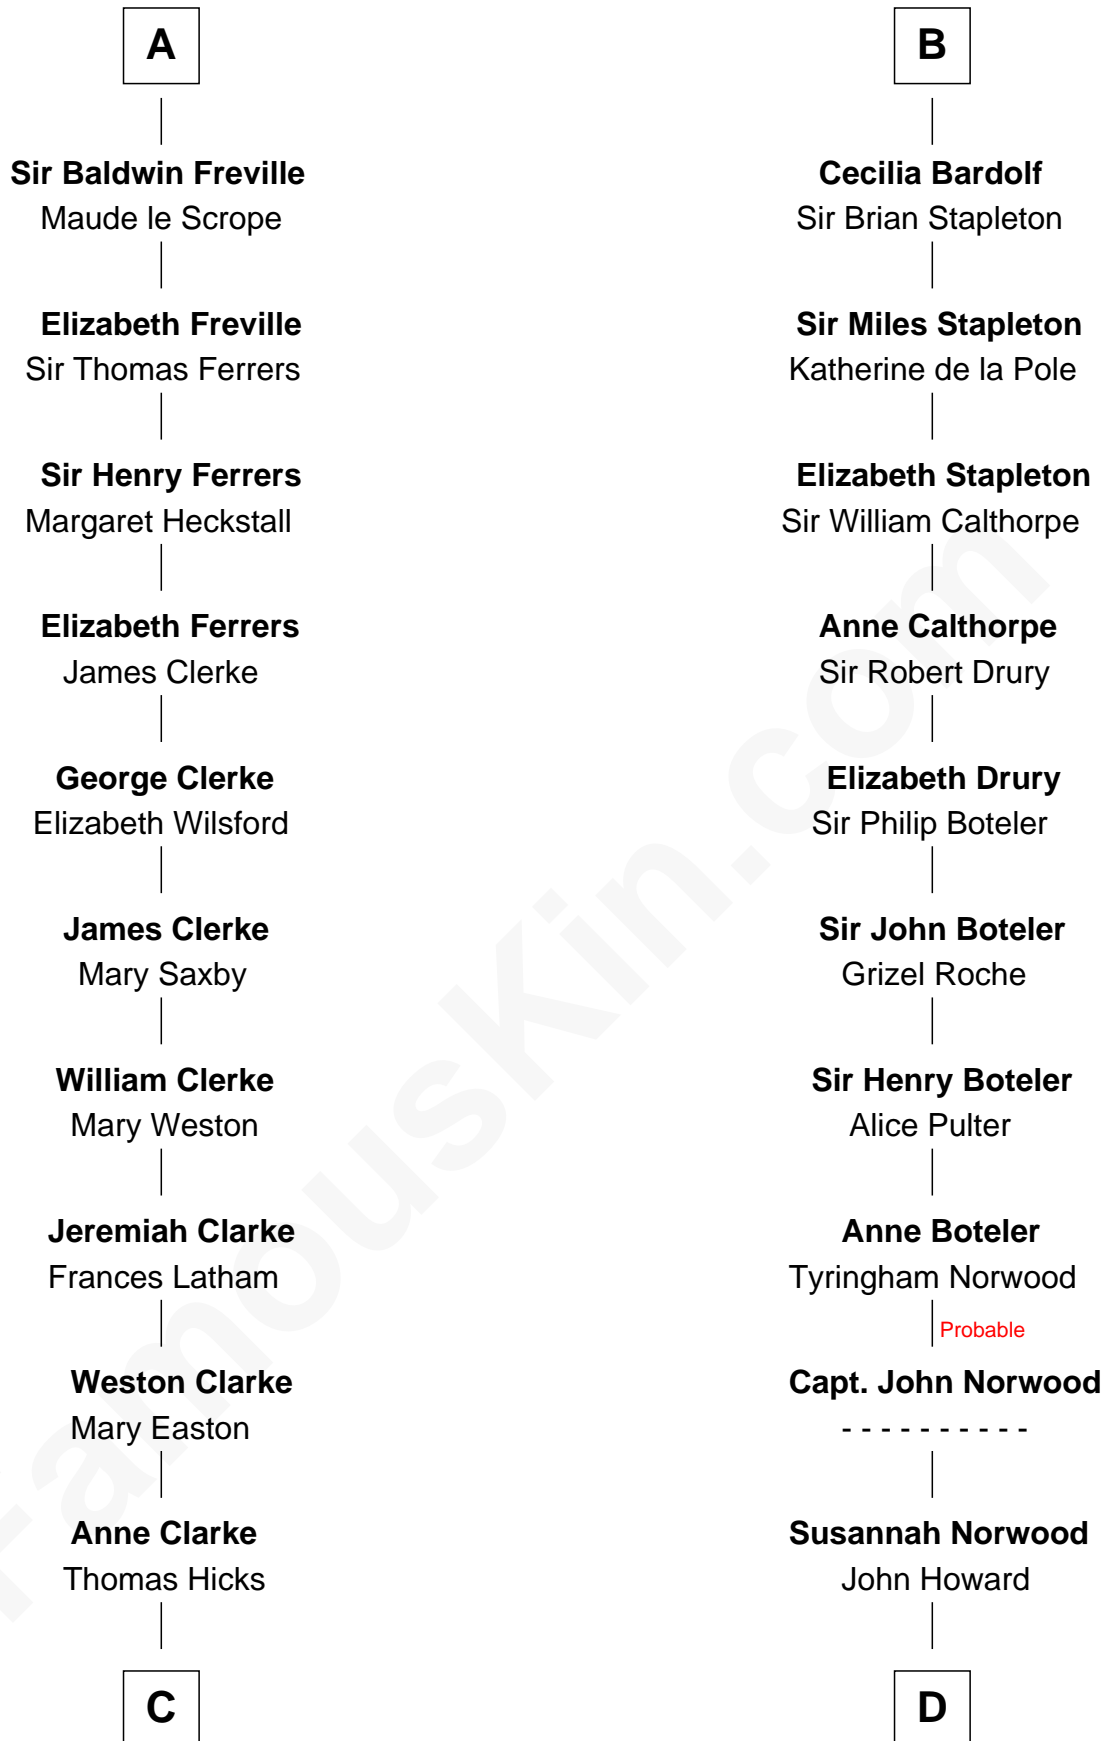 A
Sir Baldwin Freville
Maude le Scrope
Elizabeth Freville
Sir Thomas Ferrers
Sir Henry Ferrers
Margaret Heckstall
Elizabeth Ferrers
James Clerke
George Clerke
Elizabeth Wilsford
James Clerke
Mary Saxby
William Clerke
Mary Weston
Jeremiah Clarke
Frances Latham
Weston Clarke
Mary Easton
Anne Clarke
Thomas Hicks
C
B
Cecilia Bardolf
Sir Brian Stapleton
Sir Miles Stapleton
Katherine de la Pole
Elizabeth Stapleton
Sir William Calthorpe
Anne Calthorpe
Sir Robert Drury
Elizabeth Drury
Sir Philip Boteler
Sir John Boteler
Grizel Roche
Sir Henry Boteler
Alice Pulter
Anne Boteler
Tyringham Norwood
Probable
Capt. John Norwood
- - - - - - - - - -
Susannah Norwood
John Howard
D
FamousKin.com